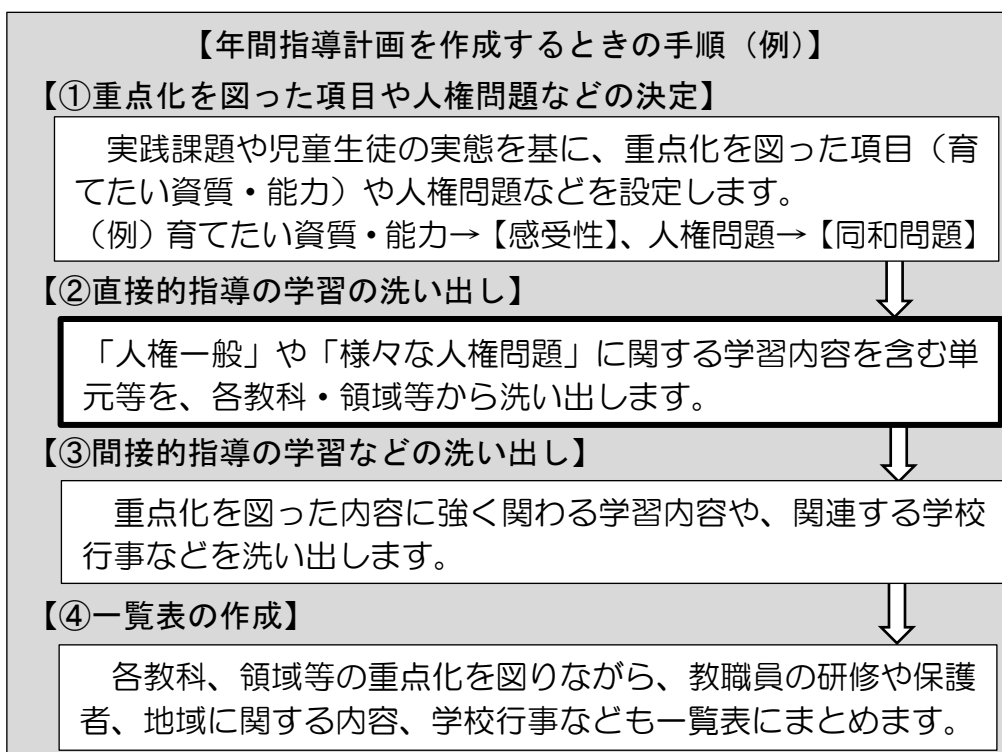 【年間指導計画を作成するときの手順（例）】
【①重点化を図った項目や人権問題などの決定】
実践課題や児童生徒の実態を基に、重点化を図った項目（育
てたい資質・能力）や人権問題などを設定します。
（例）育てたい資質・能力→【感受性】、人権問題→【同和問題】
【②直接的指導の学習の洗い出し】
「人権一般」や「様々な人権問題」に関する学習内容を含む単
元等を、各教科・領域等から洗い出します。
【③間接的指導の学習などの洗い出し】
重点化を図った内容に強く関わる学習内容や、関連する学校
行事などを洗い出します。
【④一覧表の作成】
各教科、領域等の重点化を図りながら、教職員の研修や保護
者、地域に関する内容、学校行事なども一覧表にまとめます。